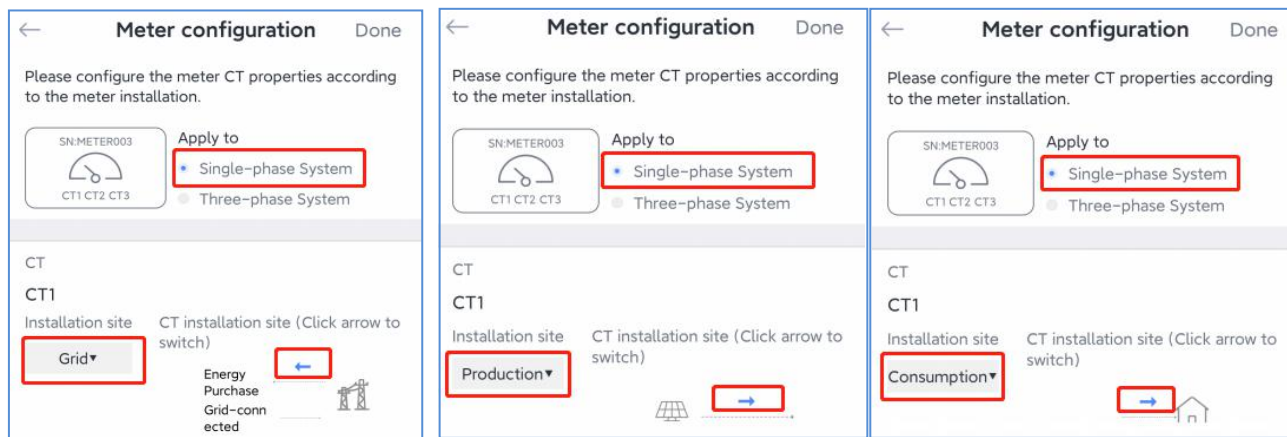 Meter configuration Done
Please configure the meter CT properties according
to the meter installation.
SN:METER003
CT1 CT2 CT3
Apply to
Single-phase System
Three-phase System
CT
CT1
Installation site
Grid
CT installation site (Click arrow to
switch)
Energy
Purchase
Grid-conn
ected
Meter configuration Done
Please configure the meter CT properties according
to the meter installation.
SN:METER003
CT1 CT2 CT3
Apply to
Single-phase System
Three-phase System
CT
CT1
Installation site
Production
CT installation site (Click arrow to
switch)
Meter configuration Done
Please configure the meter CT properties according
to the meter installation.
SN:METER003
CT1 CT2 CT3
Apply to
Single-phase System
Three-phase System
CT
CT1
Installation site
Consumption
CT installation site (Click arrow to
switch)